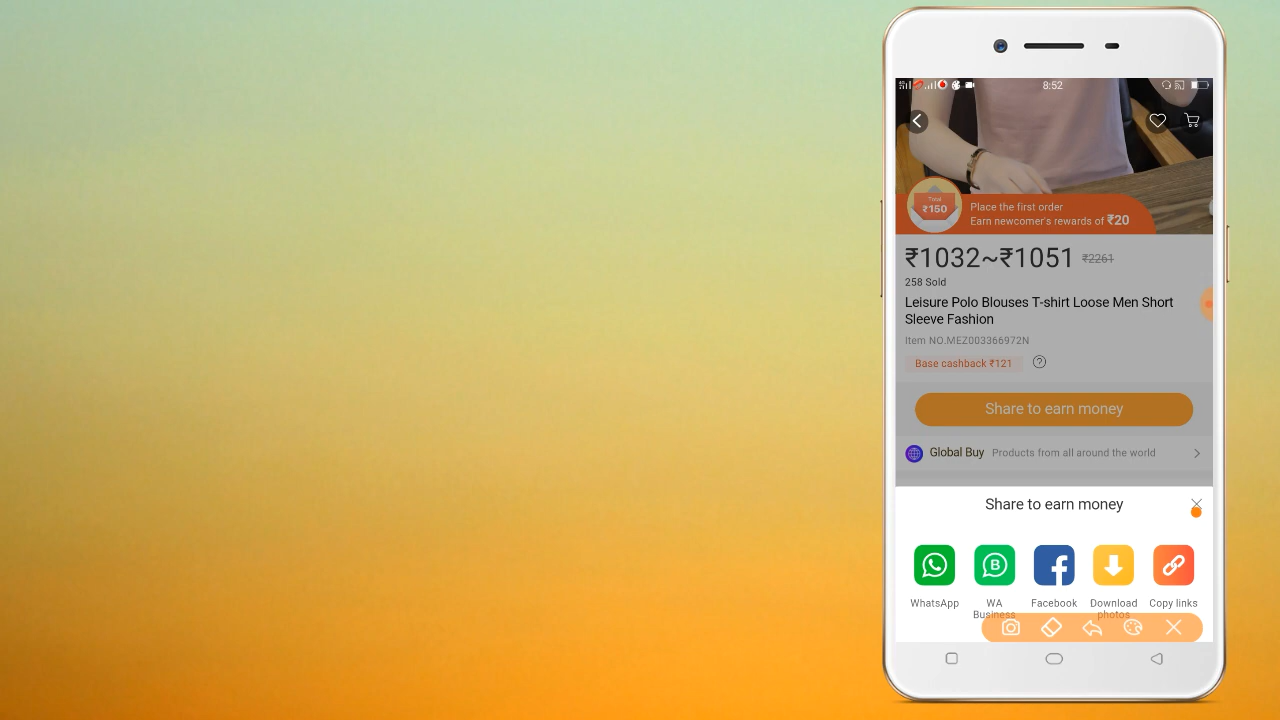 8:52
Total
₹150
Place the first order
Earn newcomer's rewards of ₹20
₹1032~₹1051 ₹2261
258 Sold
Leisure Polo Blouses T-shirt Loose Men Short
Sleeve Fashion
Item NO.MEZ003366972N
Base cashback ₹121 ?
Share to earn money
Global Buy Products from all around the world
Share to earn money
B
WhatsApp
WA
Business
Facebook
Download
photos
Copy links